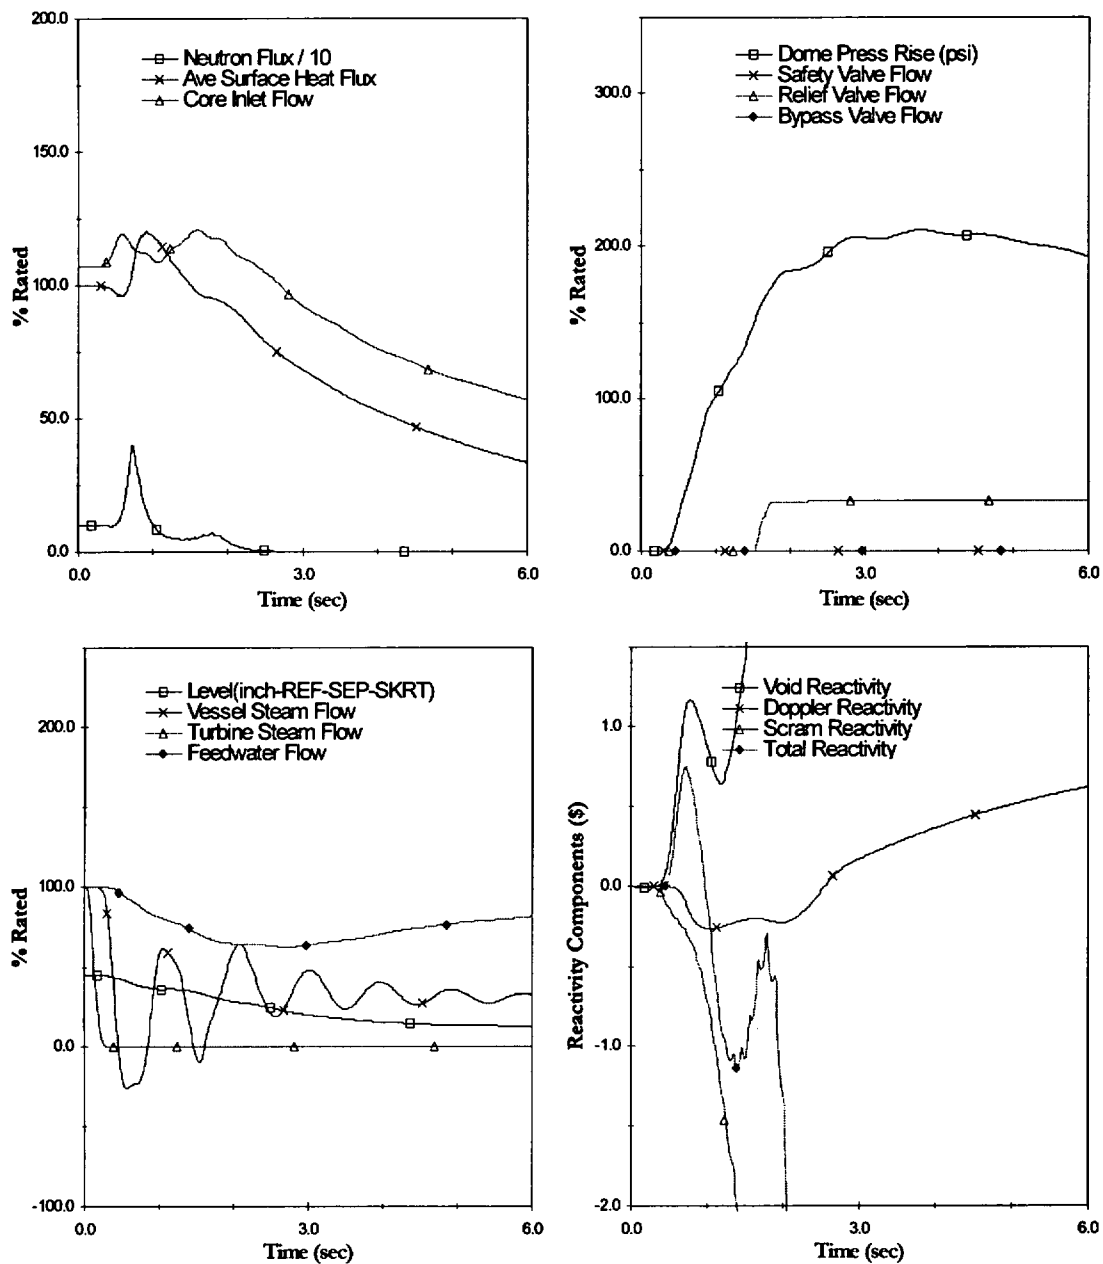 200.0
150.0
100.0
50.0
0.0
% Rated
Neutron Flux / 10
Ave Surface Heat Flux
Core Inlet Flow
0.0
3.0
6.0
Time (sec)
300.0
200.0
100.0
0.0
% Rated
Dome Press Rise (psi)
Safety Valve Flow
Relief Valve Flow
Bypass Valve Flow
0.0
3.0
6.0
Time (sec)
200.0
100.0
0.0
-100.0
% Rated
Level(inch-REF-SEP-SKRT)
Vessel Steam Flow
Turbine Steam Flow
Feedwater Flow
0.0
3.0
6.0
Time (sec)
1.0
0.0
-1.0
-2.0
Reactivity Components ($)
Void Reactivity
Doppler Reactivity
Scram Reactivity
Total Reactivity
0.0
3.0
6.0
Time (sec)